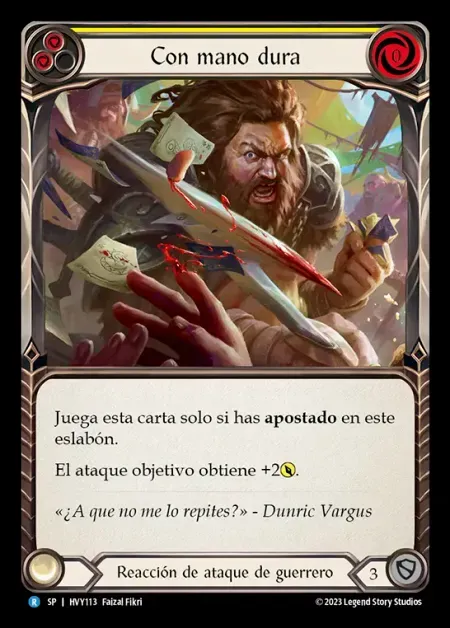 Con mano dura
0
Juega esta carta solo si has apostado en este
eslabón.
El ataque objetivo obtiene +2.
«¿A que no me lo repites?» - Dunric Vargus
Reacción de ataque de guerrero
3
R SP | HVY113 Faizal Fikri
© 2023 Legend Story Studios